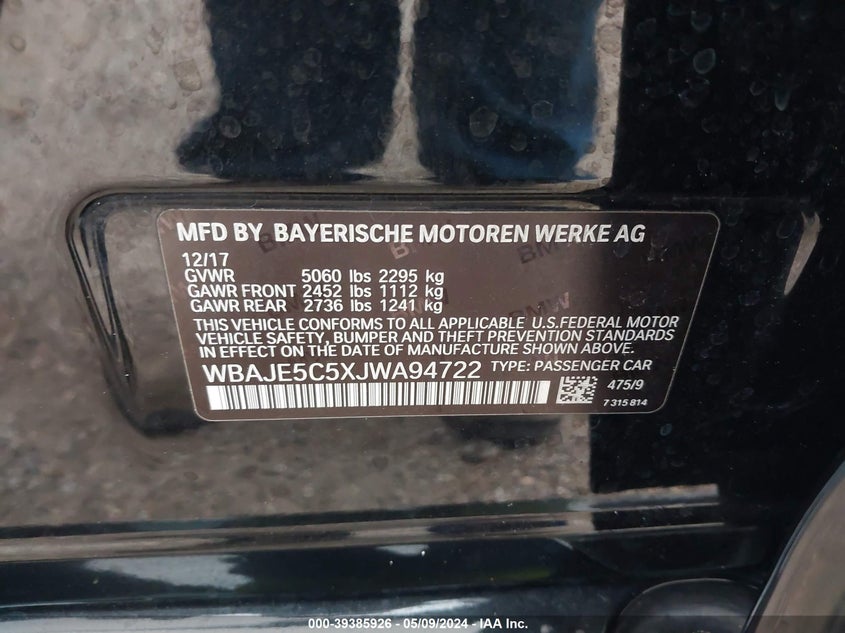 MFD BY BAYERISCHE MOTOREN WERKE AG
12/17
GVWR 5060 lbs 2295 kg
GAWR FRONT 2452 lbs 1112 kg
GAWR REAR 2736 lbs 1241 kg
THIS VEHICLE CONFORMS TO ALL APPLICABLE U.S.FEDERAL MOTOR
VEHICLE SAFETY, BUMPER AND THEFT PREVENTION STANDARDS
IN EFFECT ON THE DATE OF MANUFACTURE SHOWN ABOVE.
WBAJE5C5XJWA94722 TYPE: PASSENGER CAR
475/9
7 315 814
000-39385926 - 05/09/2024 - IAA Inc.